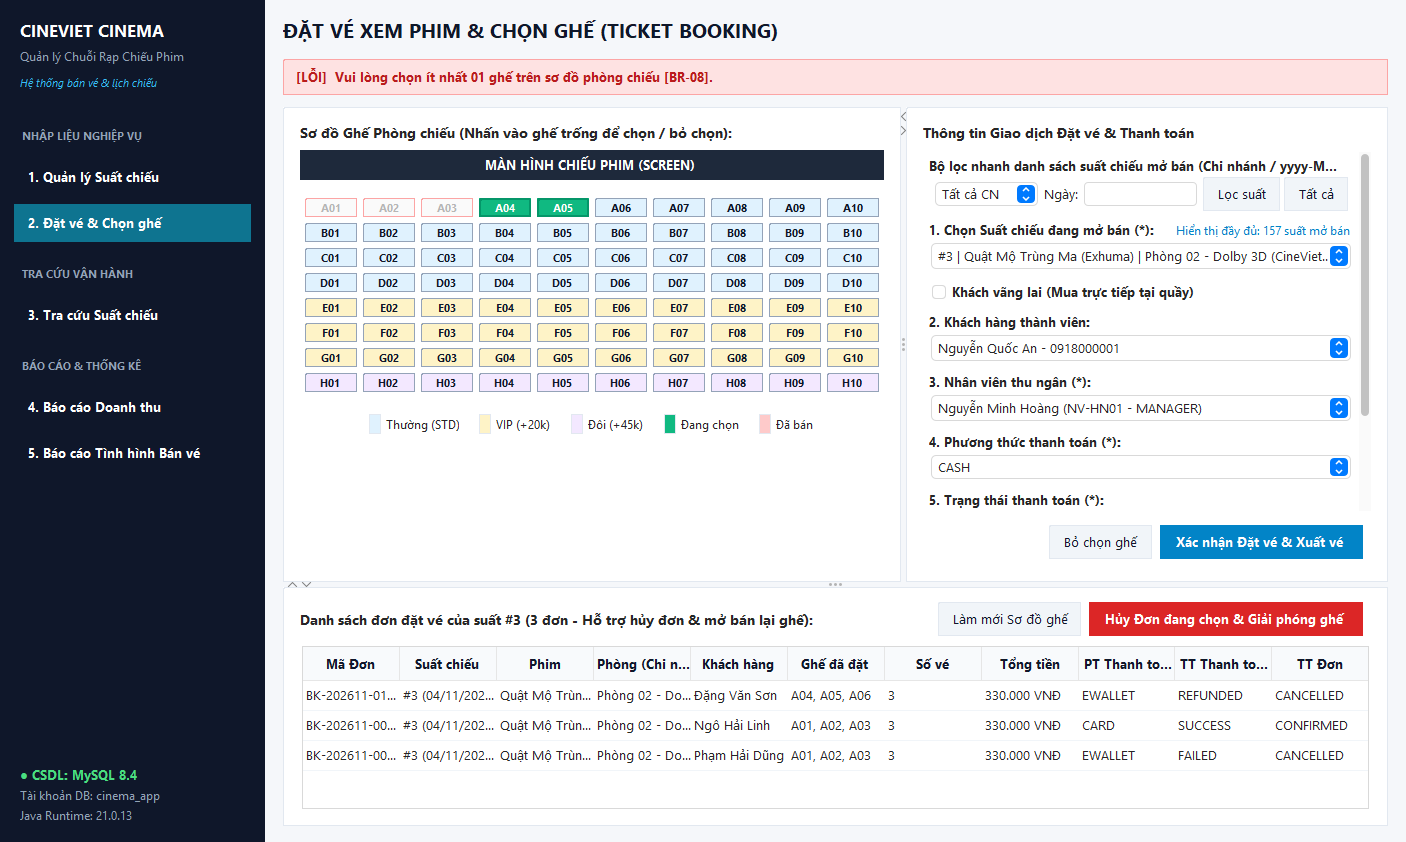 CINEVIET CINEMA
Quản lý Chuỗi Rạp Chiếu Phim
Hệ thống bán vé & lịch chiếu
NHẬP LIỆU NGHIỆP VỤ
1. Quản lý Suất chiếu
2. Đặt vé & Chọn ghế
TRA CỨU VẬN HÀNH
3. Tra cứu Suất chiếu
BÁO CÁO & THỐNG KÊ
4. Báo cáo Doanh thu
5. Báo cáo Tình hình Bán vé
● CSDL: MySQL 8.4
Tài khoản DB: cinema_app
Java Runtime: 21.0.13
ĐẶT VÉ XEM PHIM & CHỌN GHẾ (TICKET BOOKING)
[LỖI] Vui lòng chọn ít nhất 01 ghế trên sơ đồ phòng chiếu [BR-08].
Sơ đồ Ghế Phòng chiếu (Nhấn vào ghế trống để chọn / bỏ chọn):
MÀN HÌNH CHIẾU PHIM (SCREEN)
A01 A02 A03 A04 A05 A06 A07 A08 A09 A10
B01 B02 B03 B04 B05 B06 B07 B08 B09 B10
C01 C02 C03 C04 C05 C06 C07 C08 C09 C10
D01 D02 D03 D04 D05 D06 D07 D08 D09 D10
E01 E02 E03 E04 E05 E06 E07 E08 E09 E10
F01 F02 F03 F04 F05 F06 F07 F08 F09 F10
G01 G02 G03 G04 G05 G06 G07 G08 G09 G10
H01 H02 H03 H04 H05 H06 H07 H08 H09 H10
Thường (STD) VIP (+20k) Đôi (+45k) Đang chọn Đã bán
Thông tin Giao dịch Đặt vé & Thanh toán
Bộ lọc nhanh danh sách suất chiếu mở bán (Chi nhánh / yyyy-M...
Tất cả CN Ngày: Lọc suất Tất cả
1. Chọn Suất chiếu đang mở bán (*): Hiển thị đầy đủ: 157 suất mở bán
#3 | Quật Mộ Trùng Ma (Exhuma) | Phòng 02 - Dolby 3D (CineViet..
Khách vãng lai (Mua trực tiếp tại quầy)
2. Khách hàng thành viên:
Nguyễn Quốc An - 0918000001
3. Nhân viên thu ngân (*):
Nguyễn Minh Hoàng (NV-HN01 - MANAGER)
4. Phương thức thanh toán (*):
CASH
5. Trạng thái thanh toán (*):
Bỏ chọn ghế Xác nhận Đặt vé & Xuất vé
Danh sách đơn đặt vé của suất #3 (3 đơn - Hỗ trợ hủy đơn & mở bán lại ghế): Làm mới Sơ đồ ghế Hủy Đơn đang chọn & Giải phóng ghế
Mã Đơn Suất chiếu Phim Phòng (Chi n... Khách hàng Ghế đã đặt Số vé Tổng tiền PT Thanh to... TT Thanh to... TT Đơn
BK-202611-01... #3 (04/11/202... Quật Mộ Trùn... Phòng 02 - Do... Đặng Văn Sơn A04, A05, A06 3 330.000 VNĐ EWALLET REFUNDED CANCELLED
BK-202611-00... #3 (04/11/202... Quật Mộ Trùn... Phòng 02 - Do... Ngô Hải Linh A01, A02, A03 3 330.000 VNĐ CARD SUCCESS CONFIRMED
BK-202611-00... #3 (04/11/202... Quật Mộ Trùn... Phòng 02 - Do... Phạm Hải Dũng A01, A02, A03 3 330.000 VNĐ EWALLET FAILED CANCELLED